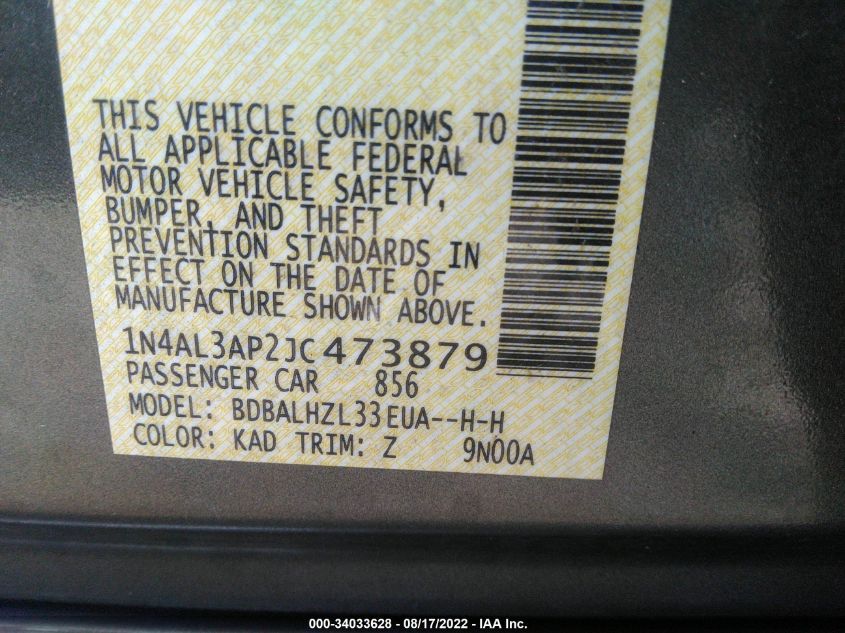 THIS VEHICLE CONFORMS TO
ALL APPLICABLE FEDERAL
MOTOR VEHICLE SAFETY,
BUMPER, AND THEFT
PREVENTION STANDARDS IN
EFFECT ON THE DATE OF
MANUFACTURE SHOWN ABOVE.
1N4AL3AP2JC473879
PASSENGER CAR 856
MODEL: BDBALHZL33EUA--H-H
COLOR: KAD TRIM: Z 9N00A
000-34033628 - 08/17/2022 - IAA Inc.